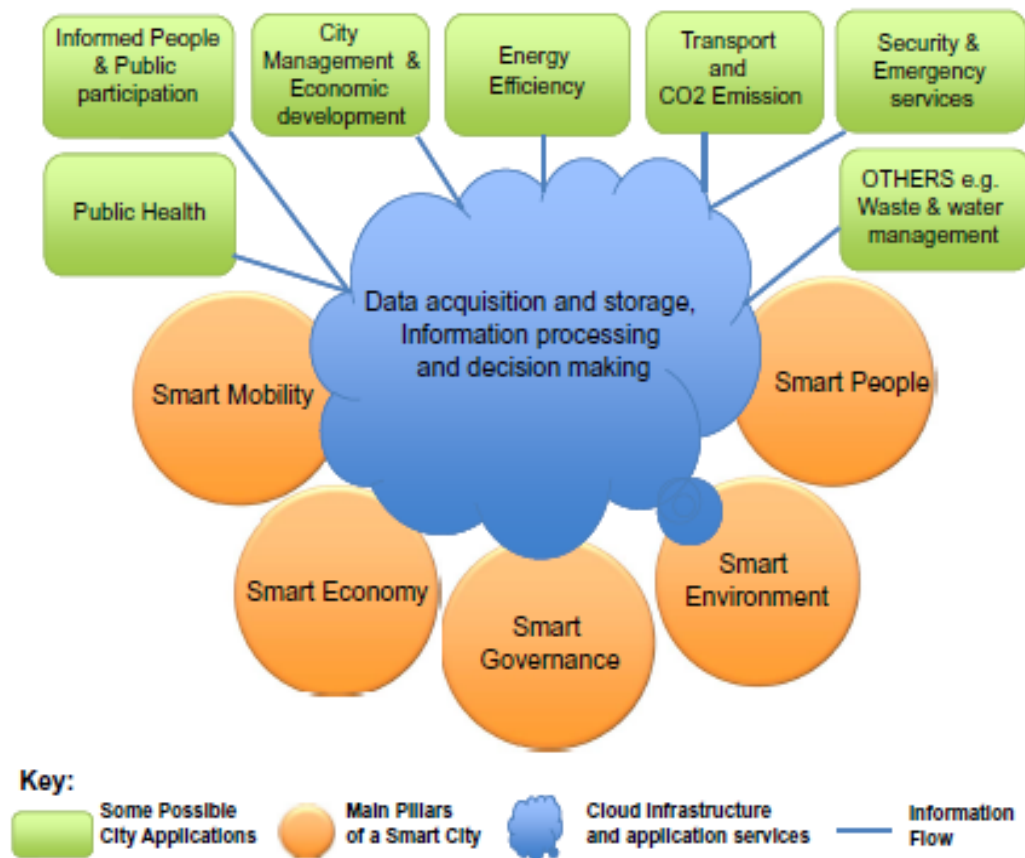 Informed People
& Public
participation
City
Management &
Economic
development
Energy
Efficiency
Transport
and
CO2 Emission
Security &
Emergency
services
Public Health
OTHERS e.g.
Waste & water
management
Data acquisition and storage,
Information processing
and decision making
Smart Mobility
Smart People
Smart Economy
Smart
Environment
Smart
Governance
Key:
Some Possible
City Applications
Main Pillars
of a Smart City
Cloud Infrastructure
and application services
Information
Flow